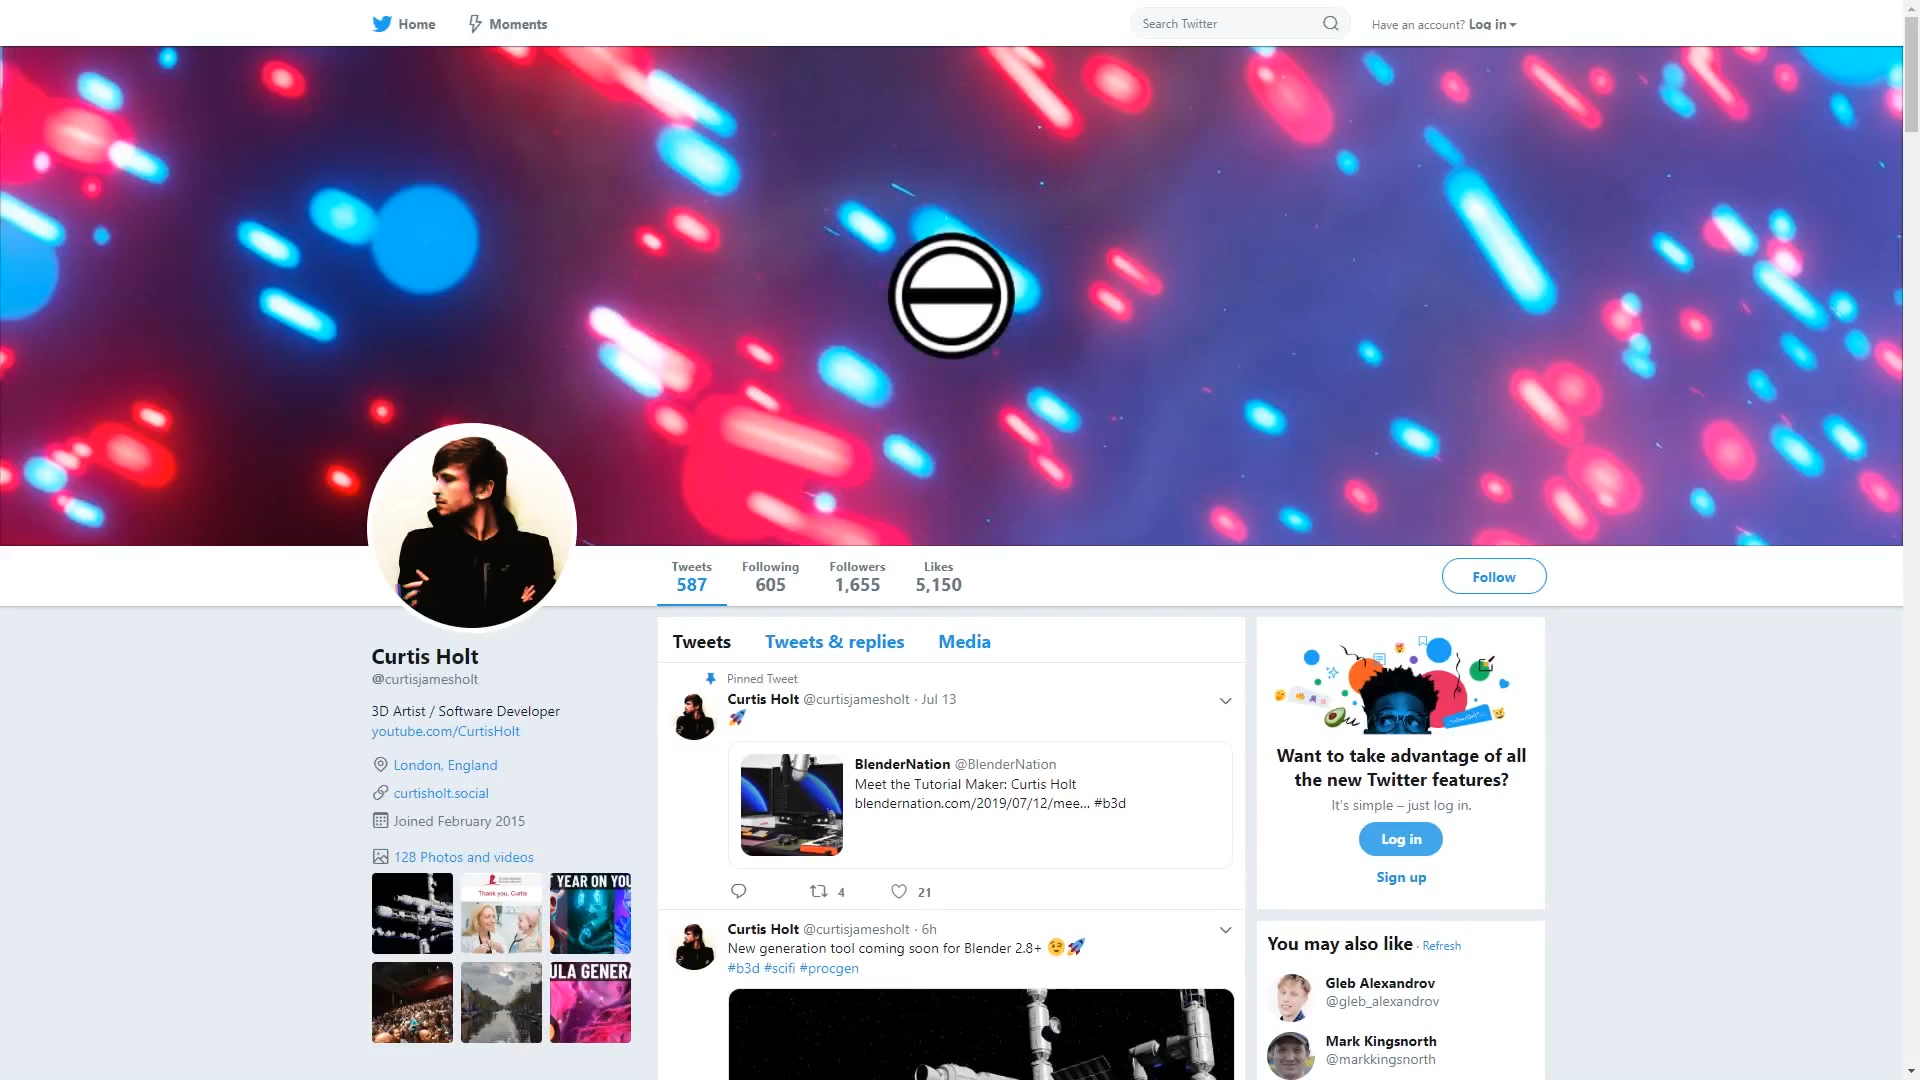 Home
Moments
Search Twitter
Have an account? Log in
Tweets
587
Following
605
Followers
1,655
Likes
5,150
Follow
Curtis Holt
@curtisjamesholt
3D Artist / Software Developer
youtube.com/CurtisHolt
London, England
curtisholt.social
Joined February 2015
128 Photos and videos
Thank you, Curtis
YEAR ON YOU
ULA GENERA
Tweets
Tweets & replies
Media
Pinned Tweet
Curtis Holt @curtisjamesholt · Jul 13
BlenderNation @BlenderNation
Meet the Tutorial Maker: Curtis Holt
blendernation.com/2019/07/12/mee... #b3d
4
21
Curtis Holt @curtisjamesholt · 6h
New generation tool coming soon for Blender 2.8+
#b3d #scifi #procgen
Want to take advantage of all
the new Twitter features?
It's simple – just log in.
Log in
Sign up
You may also like · Refresh
Gleb Alexandrov
@gleb_alexandrov
Mark Kingsnorth
@markkingsnorth